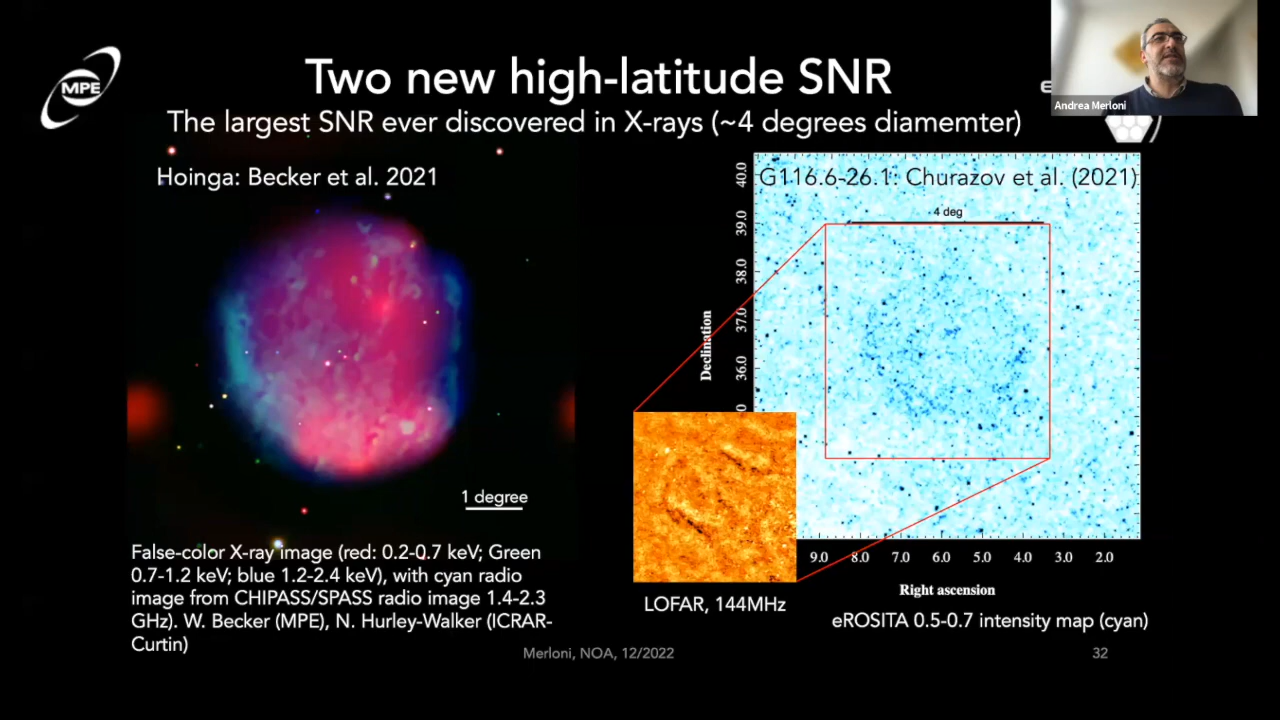 MPE
Two new high-latitude SNR
e
Andrea Merloni
The largest SNR ever discovered in X-rays (~4 degrees diamemter)
Hoinga: Becker et al. 2021
G116.6-26.1: Churazov et al. (2021)
4 deg
40.0
39.0
38.0
37.0
36.0
0
Declination
1 degree
False-color X-ray image (red: 0.2-0.7 keV; Green
0.7-1.2 keV; blue 1.2-2.4 keV), with cyan radio
image from CHIPASS/SPASS radio image 1.4-2.3
GHz). W. Becker (MPE), N. Hurley-Walker (ICRAR-
Curtin)
9.0 8.0 7.0 6.0 5.0 4.0 3.0 2.0
Right ascension
LOFAR, 144MHz
eROSITA 0.5-0.7 intensity map (cyan)
Merloni, NOA, 12/2022
32